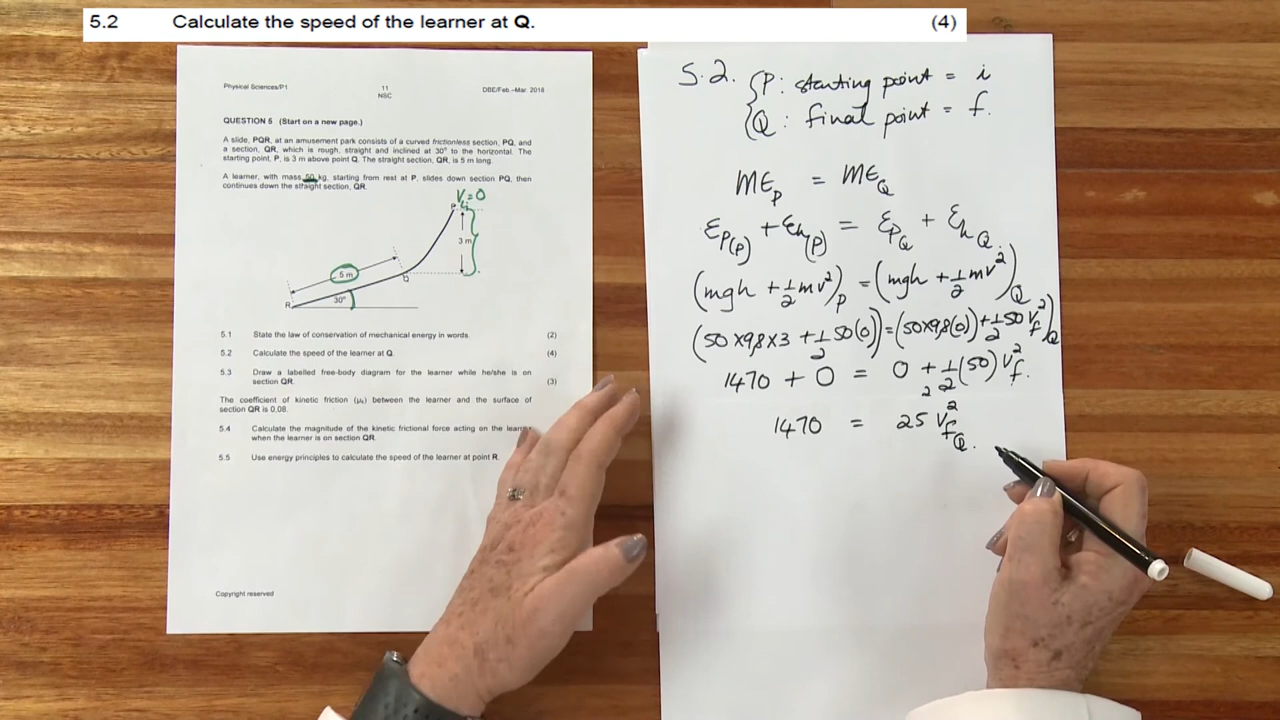 5.2 Calculate the speed of the learner at Q. (4)
Physical Sciences/P1 11 DBE/Feb.–Mar. 2018
NSC
QUESTION 5 (Start on a new page.)
A slide, PQR, at an amusement park consists of a curved frictionless section, PQ, and
a section, QR, which is rough, straight and inclined at 30° to the horizontal. The
starting point, P, is 3 m above point Q. The straight section, QR, is 5 m long.
A learner, with mass 50 kg, starting from rest at P, slides down section PQ, then
continues down the straight section, QR.
Vi = 0
P
3 m
5 m
Q
30°
R
5.1 State the law of conservation of mechanical energy in words. (2)
5.2 Calculate the speed of the learner at Q. (4)
5.3 Draw a labelled free-body diagram for the learner while he/she is on
section QR. (3)
The coefficient of kinetic friction (μk) between the learner and the surface of
section QR is 0,08.
5.4 Calculate the magnitude of the kinetic frictional force acting on the learner
when the learner is on section QR.
5.5 Use energy principles to calculate the speed of the learner at point R.
Copyright reserved
5.2. P: starting point = i
Q: final point = f.
MEP = MEQ
EP(P) + Ek(P) = EPQ + EkQ
(mgh + 1/2 mv²)P = (mgh + 1/2 mv²)Q
(50×9,8×3 + 1/2 50(0)) = (50×9,8(0)) + 1/2 50 Vf²)Q
1470 + 0 = 0 + 1/2 (50) Vf².
1470 = 25 Vf²Q.